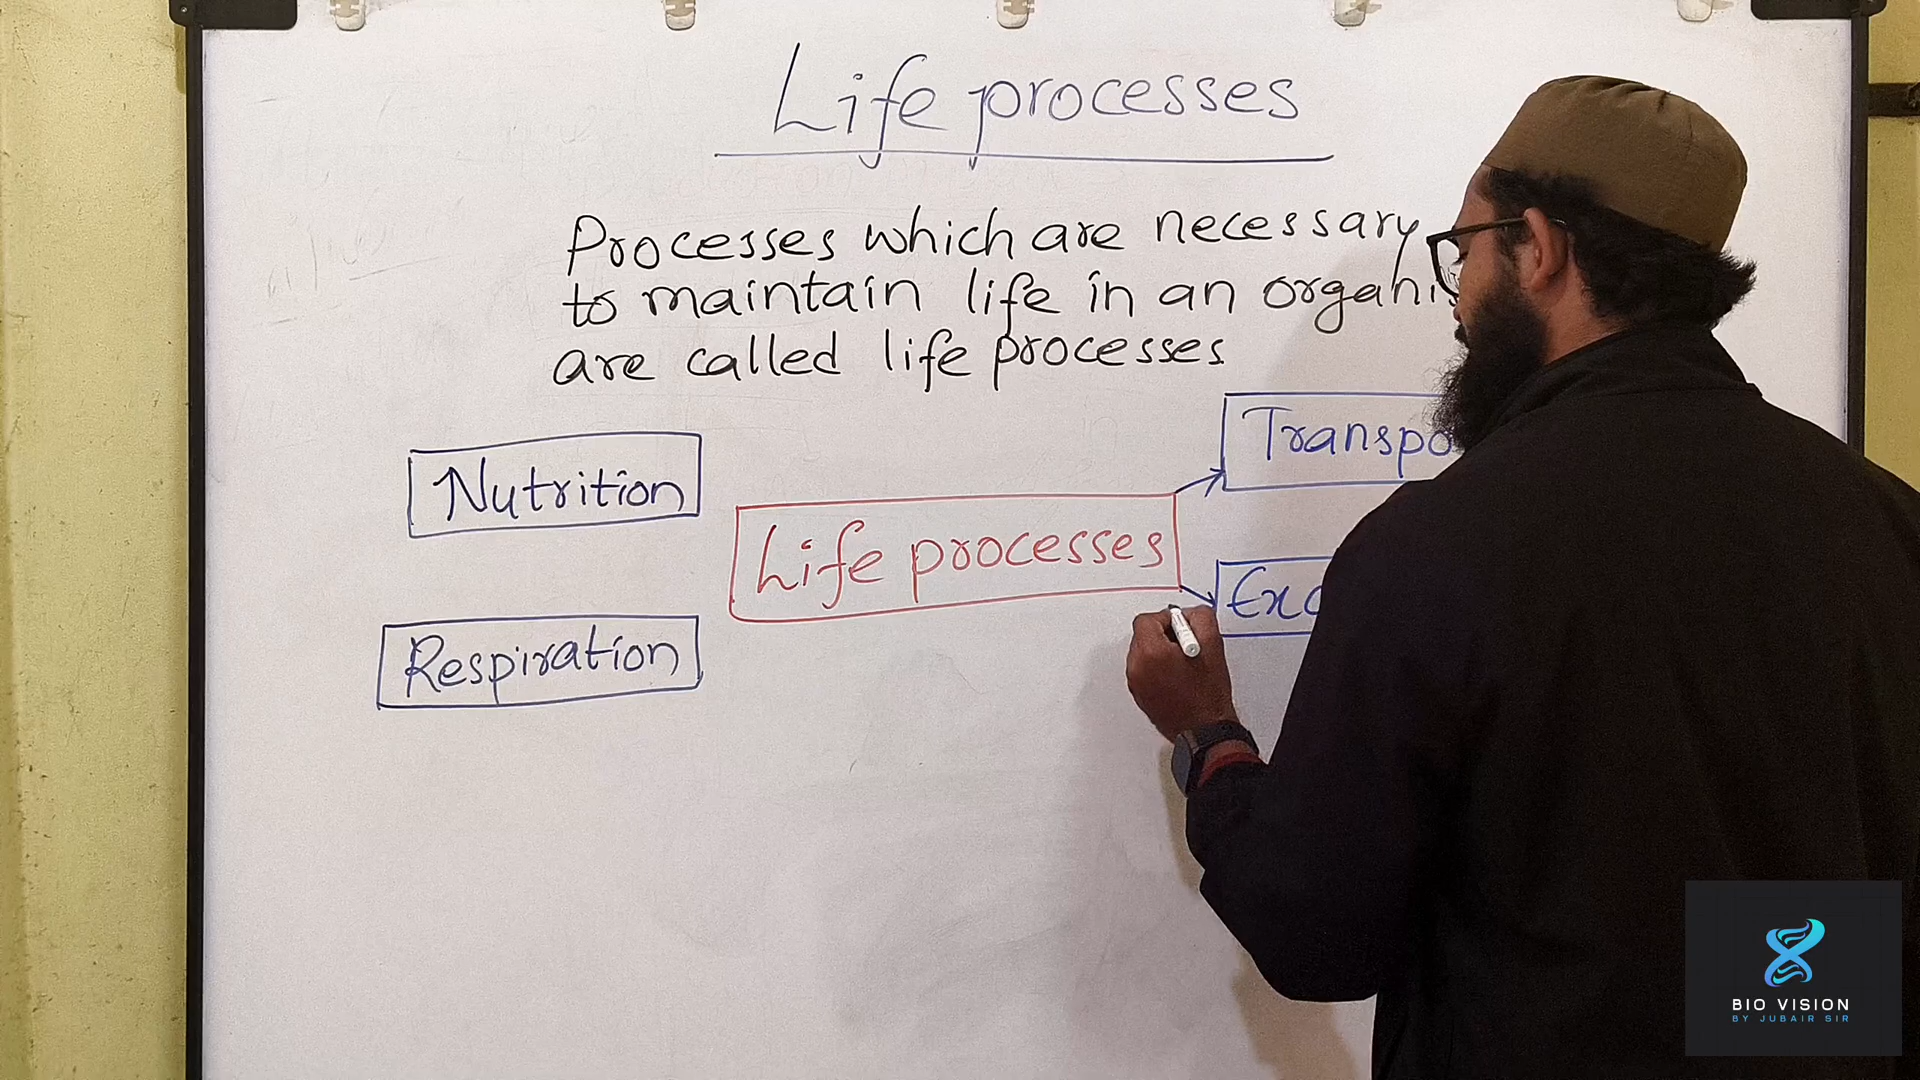 Life processes
Processes which are necessary
to maintain life in an
are called life processes
Nutrition
Life processes
Respiration
BIO VISION
BY JUBAIR SIR